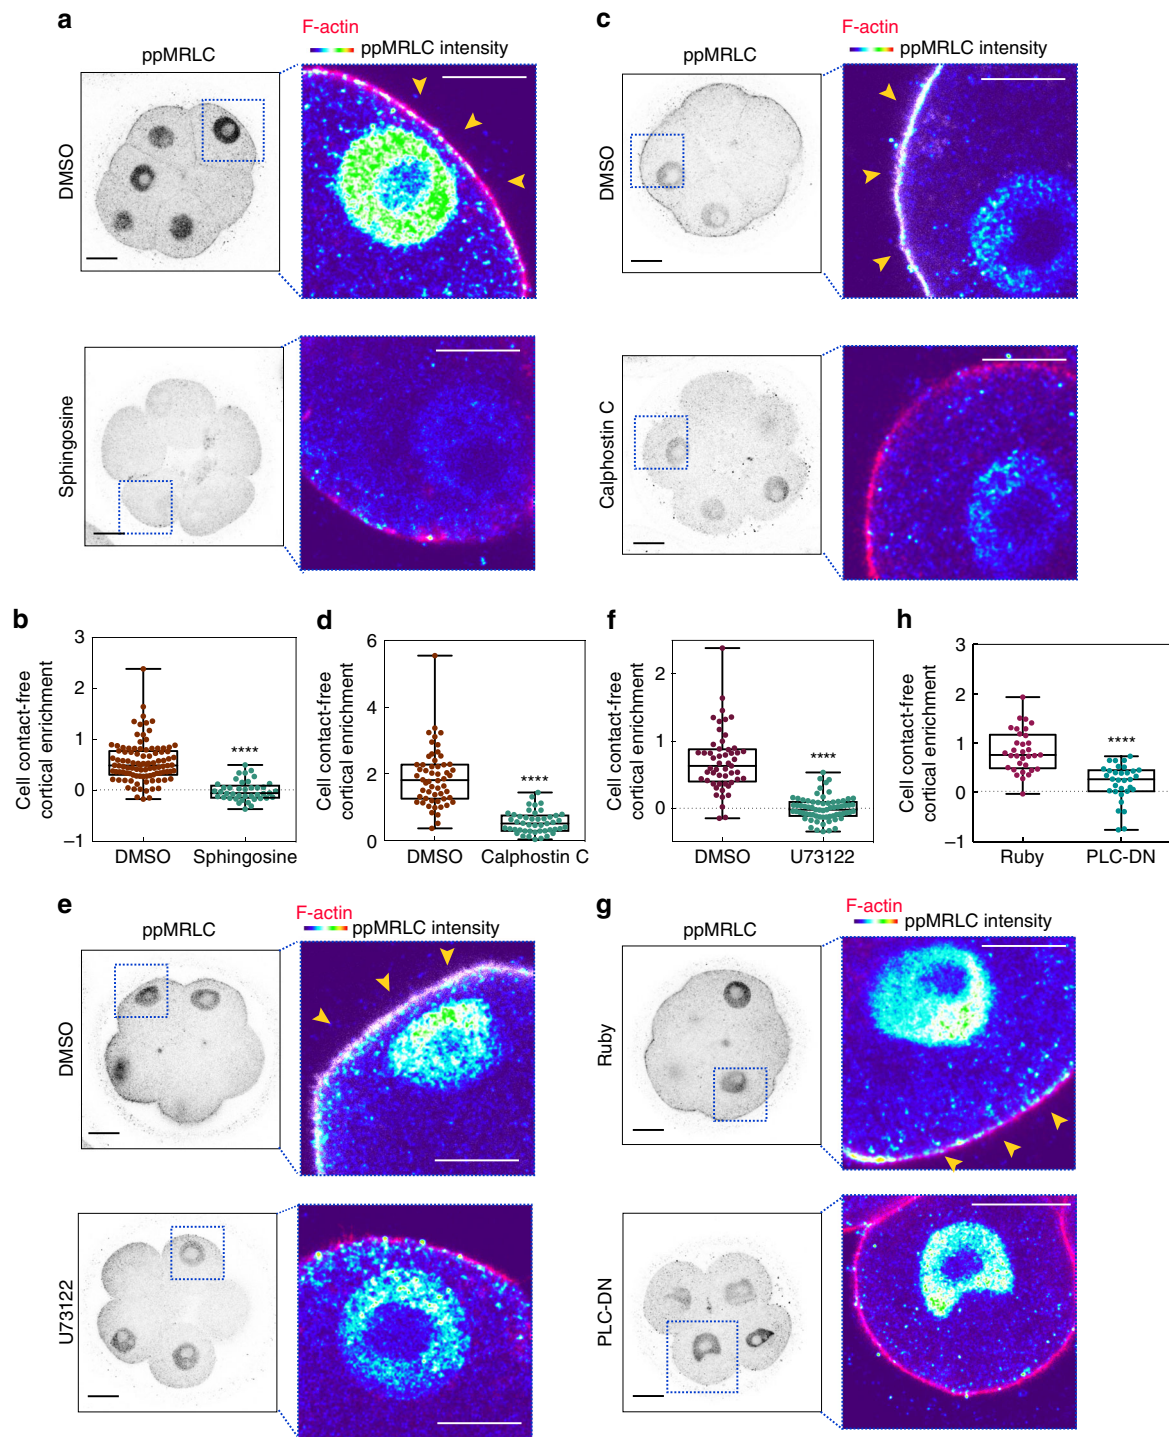 a
F-actin
ppMRLC
ppMRLC intensity
DMSO
Sphingosine
c
F-actin
ppMRLC
ppMRLC intensity
DMSO
Calphostin C
b
Cell contact-free
cortical enrichment
3
2
1
0
–1
****
DMSO
Sphingosine
d
Cell contact-free
cortical enrichment
6
4
2
0
****
DMSO
Calphostin C
f
Cell contact-free
cortical enrichment
2
1
0
****
DMSO
U73122
h
Cell contact-free
cortical enrichment
3
2
1
0
–1
****
Ruby
PLC-DN
e
F-actin
ppMRLC
ppMRLC intensity
DMSO
U73122
g
F-actin
ppMRLC
ppMRLC intensity
Ruby
PLC-DN